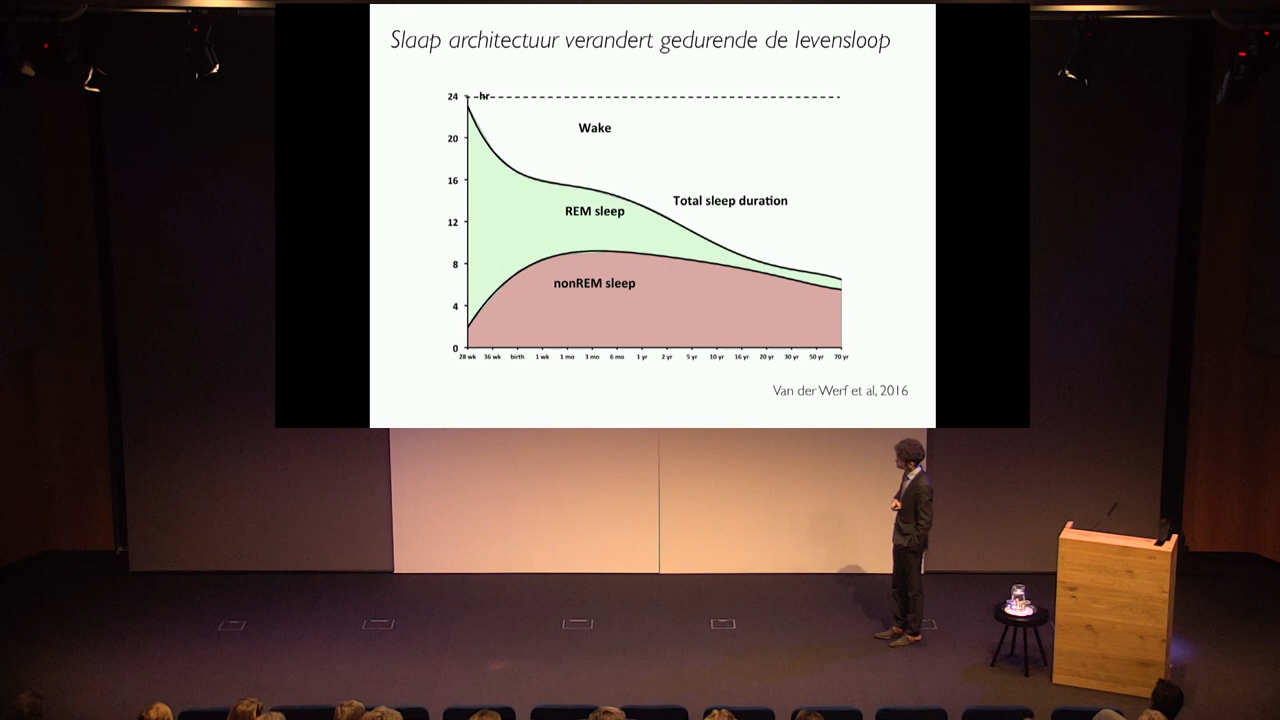 Slaap architectuur verandert gedurende de levensloop
24
hr
Wake
20
16
Total sleep duration
REM sleep
12
8
nonREM sleep
4
0
28 wk 36 wk birth 1 wk 1 mo 3 mo 6 mo 1 yr 2 yr 5 yr 10 yr 16 yr 20 yr 30 yr 50 yr 70 yr
Van der Werf et al, 2016